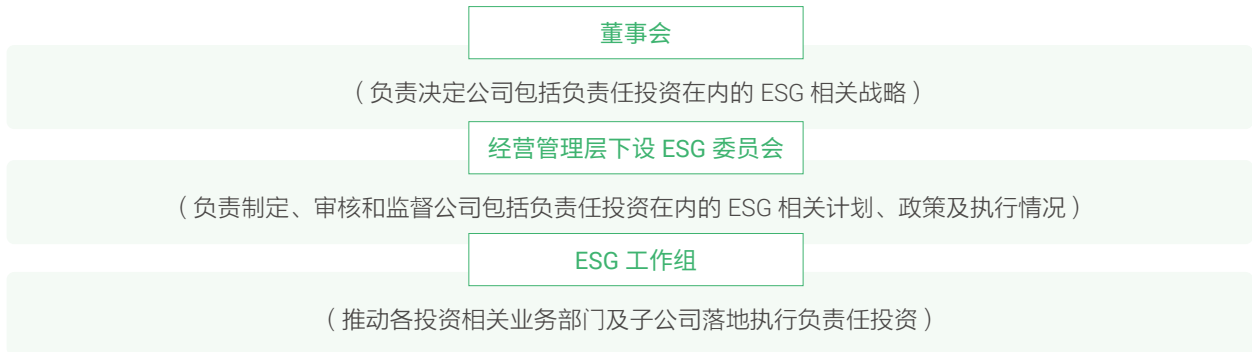 董事会
（负责决定公司包括负责任投资在内的 ESG 相关战略）
经营管理层下设 ESG 委员会
（负责制定、审核和监督公司包括负责任投资在内的 ESG 相关计划、政策及执行情况）
ESG 工作组
（推动各投资相关业务部门及子公司落地执行负责任投资）